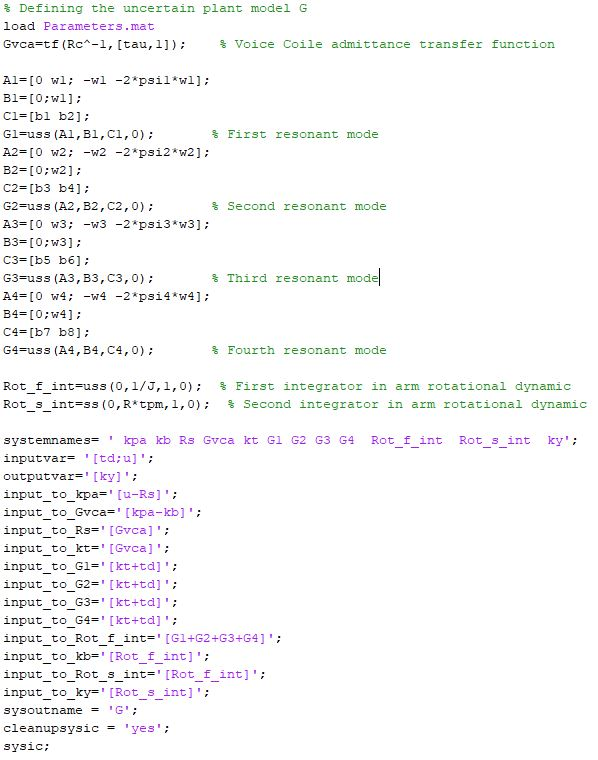 % Defining the uncertain plant model G
load Parameters.mat
Gvca=tf(Rc^-1,[tau,1]);    % Voice Coile admittance transfer function
A1=[0 w1; -w1 -2*psi1*w1];
B1=[0;w1];
C1=[b1 b2];
G1=uss(A1,B1,C1,0);        % First resonant mode
A2=[0 w2; -w2 -2*psi2*w2];
B2=[0;w2];
C2=[b3 b4];
G2=uss(A2,B2,C2,0);        % Second resonant mode
A3=[0 w3; -w3 -2*psi3*w3];
B3=[0;w3];
C3=[b5 b6];
G3=uss(A3,B3,C3,0);        % Third resonant mode
A4=[0 w4; -w4 -2*psi4*w4];
B4=[0;w4];
C4=[b7 b8];
G4=uss(A4,B4,C4,0);        % Fourth resonant mode
Rot_f_int=uss(0,1/J,1,0);  % First integrator in arm rotational dynamic
Rot_s_int=ss(0,R*tpm,1,0);  % Second integrator in arm rotational dynamic
systemnames= ' kpa kb Rs Gvca kt G1 G2 G3 G4  Rot_f_int  Rot_s_int  ky';
inputvar= '[td;u]';
outputvar='[ky]';
input_to_kpa='[u-Rs]';
input_to_Gvca='[kpa-kb]';
input_to_Rs='[Gvca]';
input_to_kt='[Gvca]';
input_to_G1='[kt+td]';
input_to_G2='[kt+td]';
input_to_G3='[kt+td]';
input_to_G4='[kt+td]';
input_to_Rot_f_int='[G1+G2+G3+G4]';
input_to_kb='[Rot_f_int]';
input_to_Rot_s_int='[Rot_f_int]';
input_to_ky='[Rot_s_int]';
sysoutname = 'G';
cleanupsysic = 'yes';
sysic;